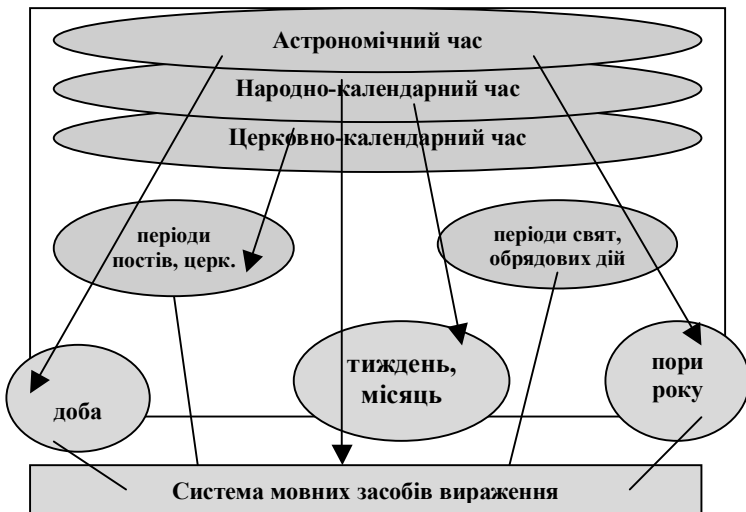 Астрономічний час
Народно-календарний час
Церковно-календарний час
періоди
постів, церк.
періоди свят,
обрядових дій
тиждень,
місяць
пори
року
доба
Система мовних засобів вираження